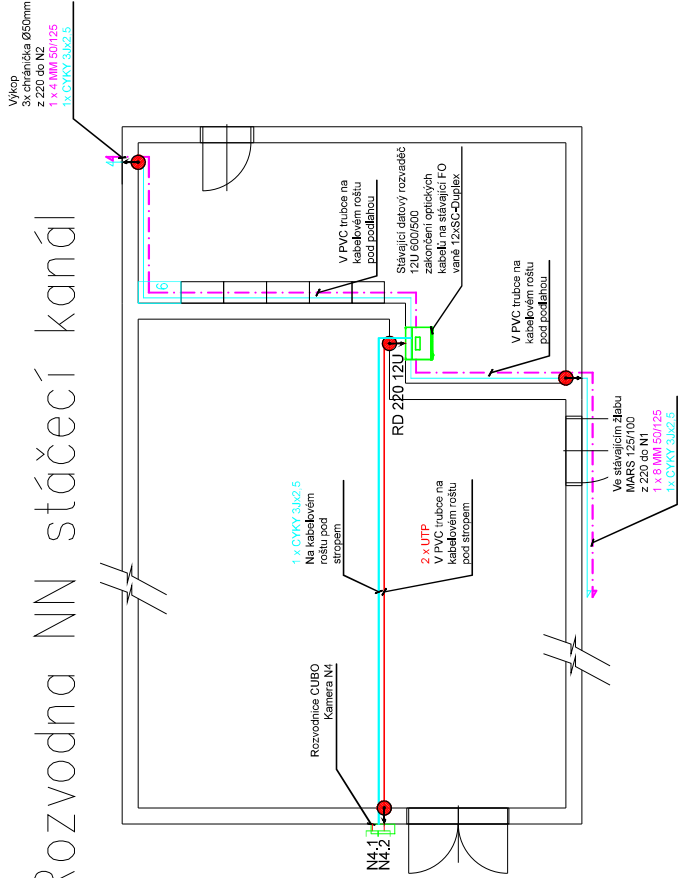 Rozvodna NN stáčecí kanál
Výkop
3x chránička Ø50mm
z 220 do N2
1 x 4 MM 50/125
1x CYKY 3Jx2,5
V PVC trubce na
kabelovém roštu
pod podlahou
Stávající datový rozvaděč
12U 600/500
zakončení optických
kabelů na stávající FO
vaně 12xSC-Duplex
V PVC trubce na
kabelovém roštu
pod podlahou
RD 220 12U
1 x CYKY 3Jx2,5
Na kabelovém
roštu pod
stropem
2 x UTP
V PVC trubce na
kabelovém roštu
pod stropem
Rozvodnice CUBO
Kamera N4
N4.1
N4.2
Ve stávajícím žlabu
MARS 125/100
z 220 do N1
1 x 8 MM 50/125
1x CYKY 3Jx2,5